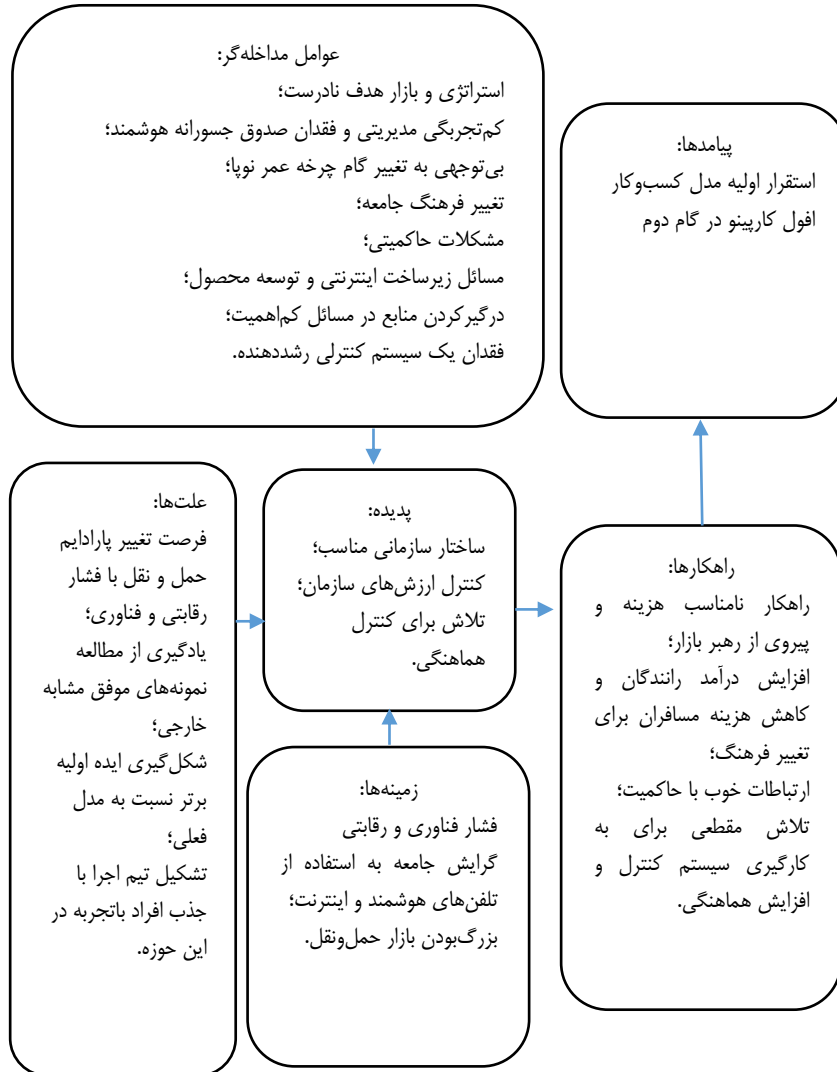 عوامل مداخله‌گر:
استراتژی و بازار هدف نادرست؛
کم‌تجربگی مدیریتی و فقدان صدوق جسورانه هوشمند؛
بی‌توجهی به تغییر گام چرخه عمر نوپا؛
تغییر فرهنگ جامعه؛
مشکلات حاکمیتی؛
مسائل زیرساخت اینترنتی و توسعه محصول؛
درگیرکردن منابع در مسائل کم‌اهمیت؛
فقدان یک سیستم کنترلی رشددهنده.
پیامدها:
استقرار اولیه مدل کسب‌وکار
افول کارپینو در گام دوم
علت‌ها:
فرصت تغییر پارادایم
حمل و نقل با فشار
رقابتی و فناوری؛
یادگیری از مطالعه
نمونه‌های موفق مشابه
خارجی؛
شکل‌گیری ایده اولیه
برتر نسبت به مدل
فعلی؛
تشکیل تیم اجرا با
جذب افراد باتجربه در
این حوزه.
پدیده:
ساختار سازمانی مناسب؛
کنترل ارزش‌های سازمان؛
تلاش برای کنترل
هماهنگی.
زمینه‌ها:
فشار فناوری و رقابتی
گرایش جامعه به استفاده از
تلفن‌های هوشمند و اینترنت؛
بزرگ‌بودن بازار حمل‌ونقل.
راهکارها:
راهکار نامناسب هزینه و
پیروی از رهبر بازار؛
افزایش درآمد رانندگان و
کاهش هزینه مسافران برای
تغییر فرهنگ؛
ارتباطات خوب با حاکمیت؛
تلاش مقطعی برای به
کارگیری سیستم کنترل و
افزایش هماهنگی.